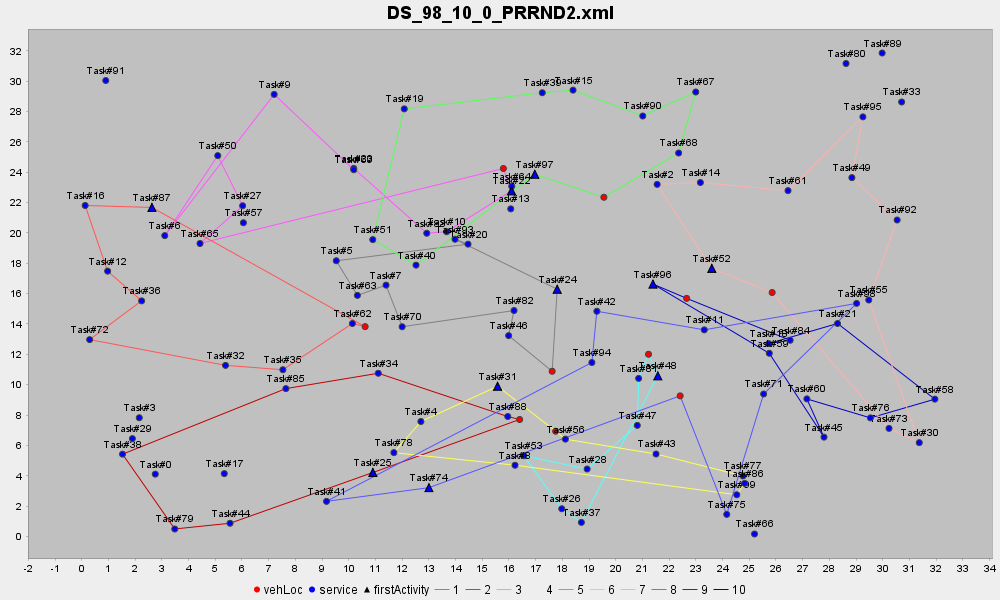 DS_98_10_0_PRRND2.xml
32
30
28
26
24
22
20
18
16
14
12
10
8
6
4
2
0
Task#89
Task#80
Task#91
Task#9
Task#39
Task#15
Task#67
Task#33
Task#19
Task#90
Task#95
Task#50
Task#68
Task#97
Task#2
Task#14
Task#49
Task#61
Task#16
Task#87
Task#27
Task#13
Task#57
Task#6
Task#65
Task#92
Task#51
Task#10
Task#93
Task#20
Task#5
Task#40
Task#12
Task#52
Task#7
Task#63
Task#24
Task#96
Task#36
Task#55
Task#82
Task#42
Task#21
Task#62
Task#70
Task#46
Task#11
Task#84
Task#59
Task#72
Task#94
Task#32
Task#35
Task#34
Task#48
Task#85
Task#31
Task#71
Task#60
Task#58
Task#3
Task#4
Task#88
Task#47
Task#76
Task#73
Task#29
Task#56
Task#45
Task#30
Task#38
Task#78
Task#53
Task#43
Task#0
Task#17
Task#25
Task#8
Task#28
Task#77
Task#86
Task#74
Task#99
Task#41
Task#26
Task#75
Task#79
Task#44
Task#37
Task#66
-2 -1 0 1 2 3 4 5 6 7 8 9 10 11 12 13 14 15 16 17 18 19 20 21 22 23 24 25 26 27 28 29 30 31 32 33 34
vehLoc service firstActivity 1 2 3 4 5 6 7 8 9 10